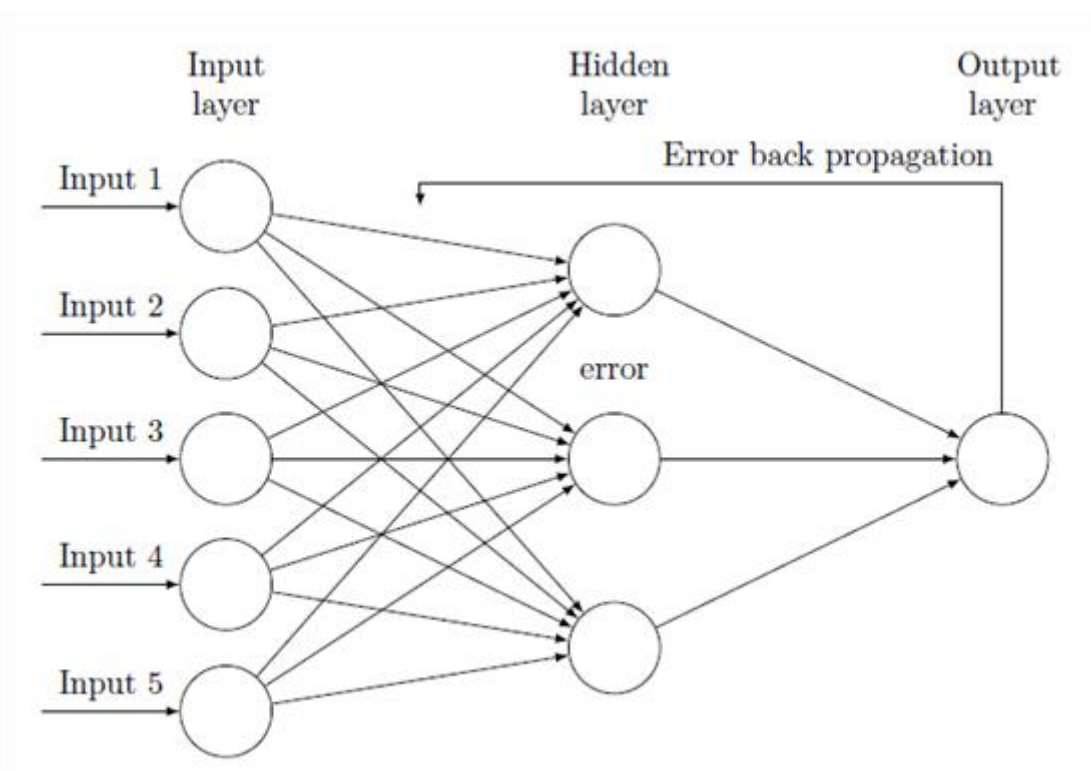 Input
layer
Hidden
layer
Output
layer
Error back propagation
Input 1
Input 2
error
Input 3
Input 4
Input 5